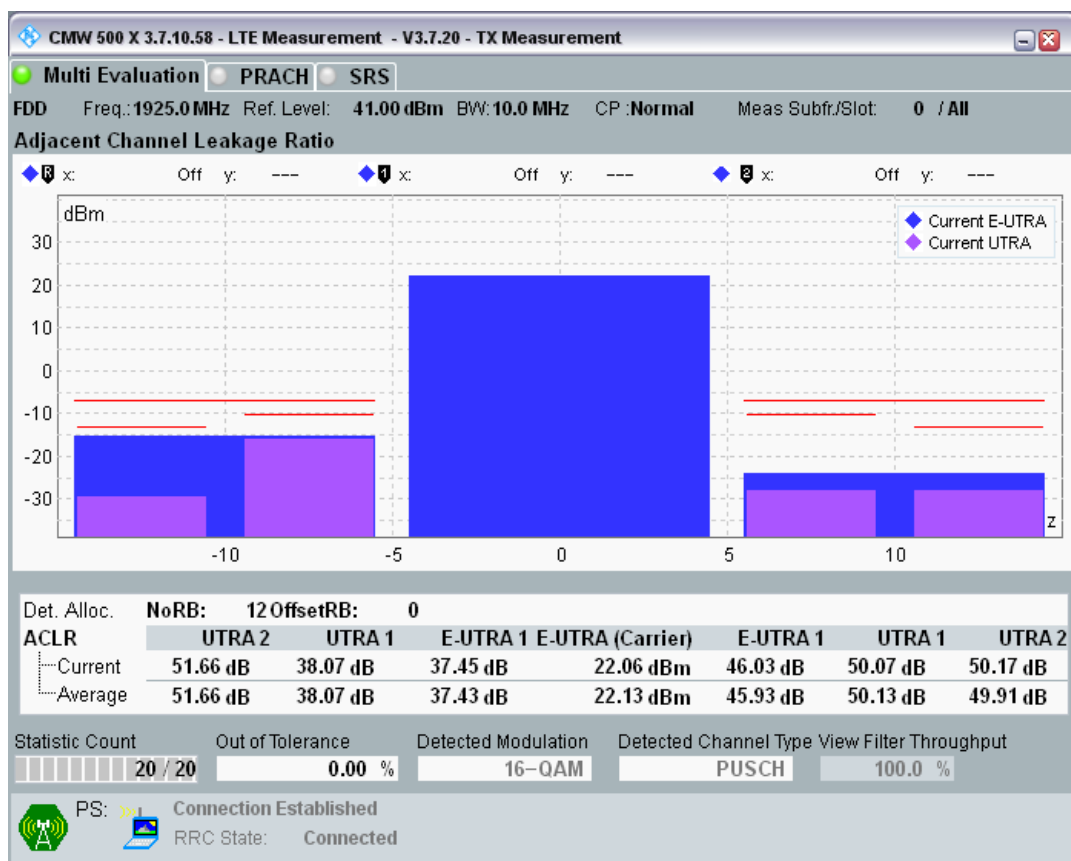 CMW 500 X 3.7.10.58 - LTE Measurement - V3.7.20 - TX Measurement
Multi Evaluation PRACH SRS
FDD Freq.: 1925.0 MHz Ref. Level: 41.00 dBm BW: 10.0 MHz CP : Normal Meas Subfr./Slot: 0 / All
Adjacent Channel Leakage Ratio
R x: Off y: --- 1 x: Off y: --- 2 x: Off y: ---
dBm
Current E-UTRA
Current UTRA
30
20
10
0
-10
-20
-30
z
-10 -5 0 5 10
Det. Alloc. NoRB: 12 OffsetRB: 0
ACLR UTRA 2 UTRA 1 E-UTRA 1 E-UTRA (Carrier) E-UTRA 1 UTRA 1 UTRA 2
Current 51.66 dB 38.07 dB 37.45 dB 22.06 dBm 46.03 dB 50.07 dB 50.17 dB
Average 51.66 dB 38.07 dB 37.43 dB 22.13 dBm 45.93 dB 50.13 dB 49.91 dB
Statistic Count Out of Tolerance Detected Modulation Detected Channel Type View Filter Throughput
20 / 20 0.00 % 16-QAM PUSCH 100.0 %
PS: Connection Established
RRC State: Connected